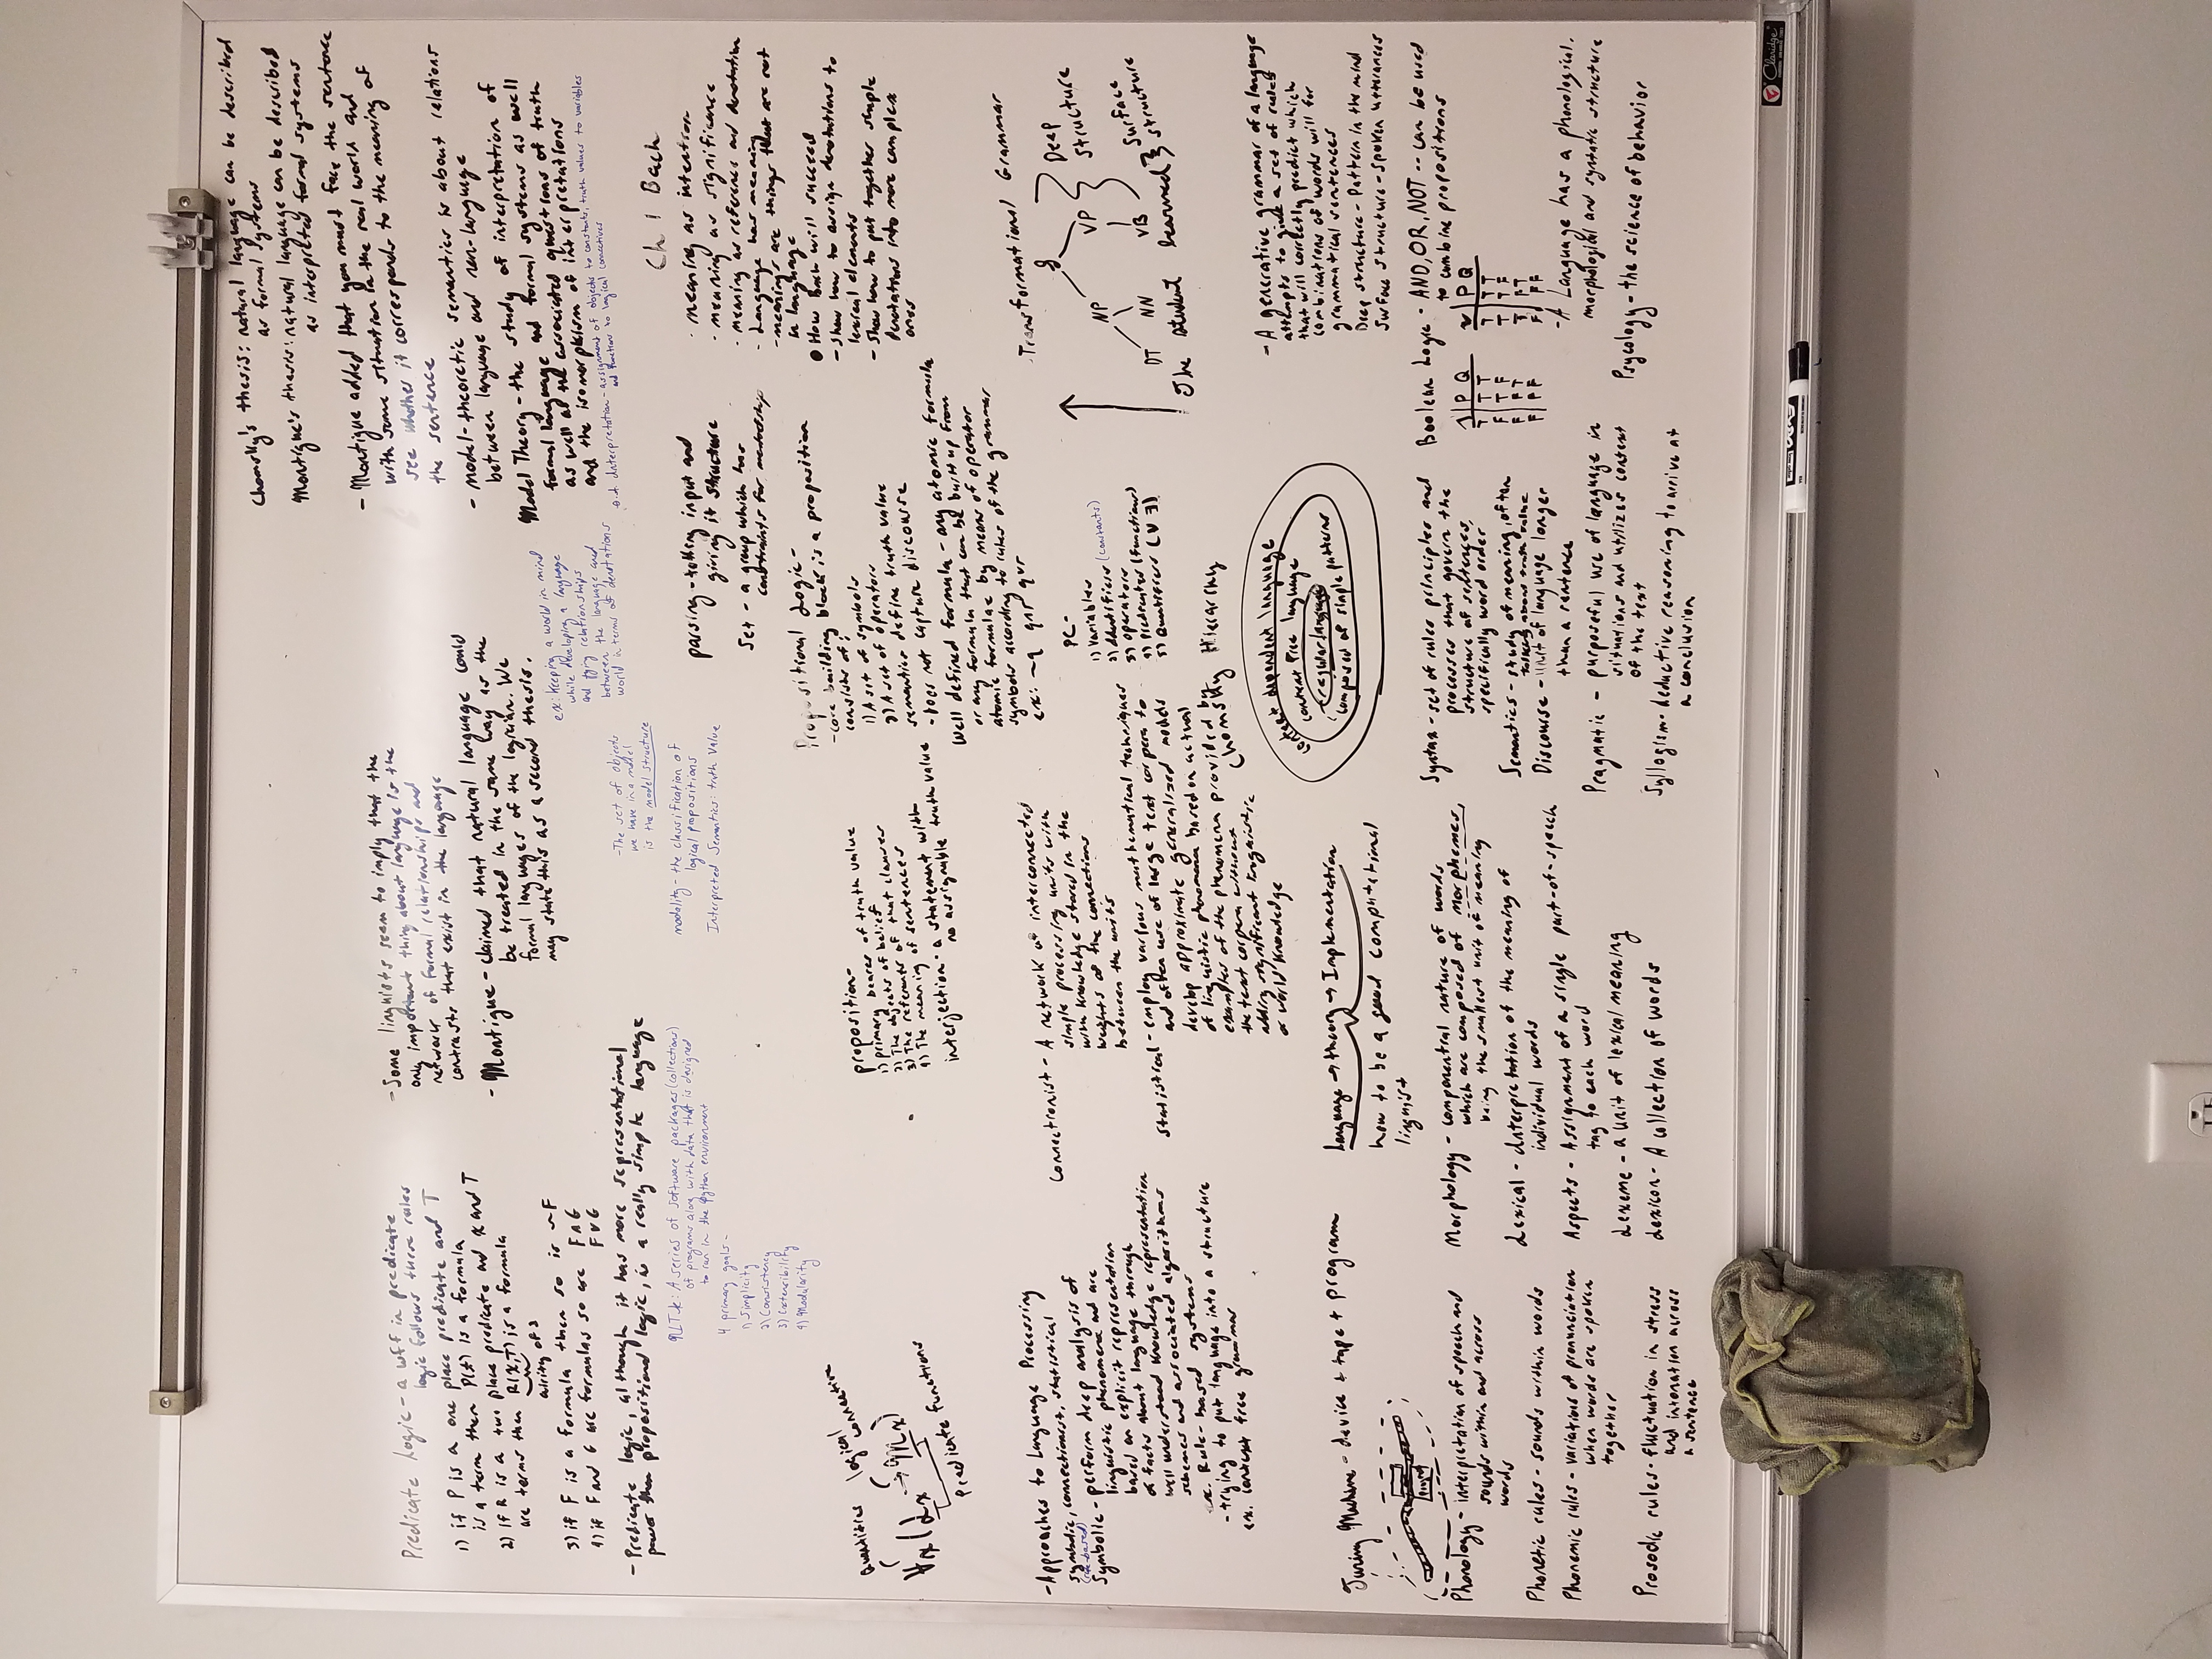 Chomsky's thesis: natural language can be described
as formal systems
Montigue's thesis: natural language can be described
as interpreted formal systems
- Montigue added that you must face the sentence
with some situation in the real world and
see whether it corresponds to the meaning of
the sentence
- model-theoretic semantics is about relations
between language and non-language
Model Theory - the study of interpretation of
formal language and formal systems as well
as well as the associated questions of truth
and the isomorphism of interpretations
Interpretation - assignment of objects to constants, truth values to variables
and functions to logical connectives
Predicate Logic - a wff in predicate
logic follows these rules
1) if P is a one place predicate and T
is a term then P(t) is a formula
2) if R is a two place predicate and X and T
are terms then R(X,T) is a formula
airity of 2
3) if F is a formula then so is ~F
4) if F and G are formulas so are F∧G
F∨G
- Predicate logic, although it has more representational
power than propositional logic, is a really simple language
NLTK: A series of software packages (collections)
of programs along with data that is designed
to run in the Python environment
4 primary goals -
1) Simplicity
2) Consistency
3) Extensibility
4) Modularity
- Some linguists seem to imply that the
only important thing about language is the
network of formal relationships and
contrasts that exist in the language
- Montigue - claimed that natural language could
be treated in the same way as the
formal languages of the logician. We
may state this as a second thesis.
ex: Keeping a world in mind
while developing a language
and tying relationships
between the language and
world in terms of denotations
- The set of objects
we have in a model
is the model structure
modality - the classification of
logical propositions
Interpreted Semantics: truth value
parsing - taking input and
giving it structure
Set - a group which has
constraints for membership
Ch 1 Bach
- meaning as intention
- meaning as significance
- meaning as reference and denotation
- Language has meaning
- meanings are things that are not
in language
• How Bach will succeed
- Show how to assign denotations to
lexical elements
- Show how to put together simple
denotations into more complex
ones
Quantifier logical connective
∀x(Lx → Mx)
Predicate functions
proposition -
1) primary bearer of truth value
2) The objects of belief
3) The referents of that clauses
4) The meaning of sentences
interjection - a statement with
no assignable truth value
Propositional Logic -
- core building block is a proposition
consists of:
1) A set of symbols
2) A set of operators
semantics define truth value
- Does not capture discourse
Well defined formula - any atomic formula
or any formula that can be built up from
atomic formulae by means of operator
symbols according to rules of the grammar
ex: ~q q∧r q∨r
- Approaches to Language Processing
symbolic, connectionist, statistical
(rule-based)
Symbolic - perform deep analysis of
linguistic phenomena and are
based on explicit representation
of facts about language through
well understood knowledge representation
schemes and associated algorithms
ex. Rule-based systems
- trying to put language into a structure
ex. context free grammar
Connectionist - A network of interconnected
simple processing units with
with knowledge stored in the
weights of the connections
between the units
Statistical - employ various mathematical techniques
and often use of large text corpora to
develop approximate generalized models
of linguistic phenomena based on actual
examples of the phenomena provided by
the text corpora without
adding significant linguistic
or world knowledge
PC -
1) Variables
2) Identifiers (constants)
3) operators
4) Predicates (functions)
5) Quantifiers (∀ ∃)
Transformational Grammar
S
NP VP
DT NN VB
The student learned
Deep
structure
Surface
structure
Chomsky Hierarchy
context dependent language
context free language
regular language
composed of simple patterns
- A generative grammar of a language
attempts to give a set of rules
that will correctly predict which
combinations of words will for
grammatical sentences
Deep structure - Pattern in the mind
Surface structure - spoken utterances
Turing Machine - device + tape + program
Program
Language → theory → Implementation
how to be a good computational
linguist
Phonology - interpretation of speech and
sounds within and across
words
Phonetic rules - sounds within words
Phonemic rules - variations of pronunciation
when words are spoken
together
Prosodic rules - fluctuation in stress
and intonation across
a sentence
Morphology - componential nature of words
which are composed of morphemes,
being the smallest unit of meaning
Lexical - Interpretation of the meaning of
individual words
Aspects - Assignment of a single part-of-speech
tag to each word
Lexeme - a unit of lexical meaning
Lexicon - A collection of words
Syntax - set of rules principles and
processes that govern the
structure of sentences,
specifically word order
Semantics - study of meaning, often
talking about truth value
Discourse - Unit of language longer
than a sentence
Pragmatic - purposeful use of language in
situations and utilizes context
of the text
Syllogism - deductive reasoning to arrive at
a conclusion
Boolean Logic - AND, OR, NOT -- can be used
to combine propositions
∧ P Q
T T T
F T F
F F T
F F F
∨ P Q
T T T
T T F
T F T
F F F
- A Language has a phonological,
morphological and syntatic structure
Psycology - the science of behavior
Claridge
EXPO